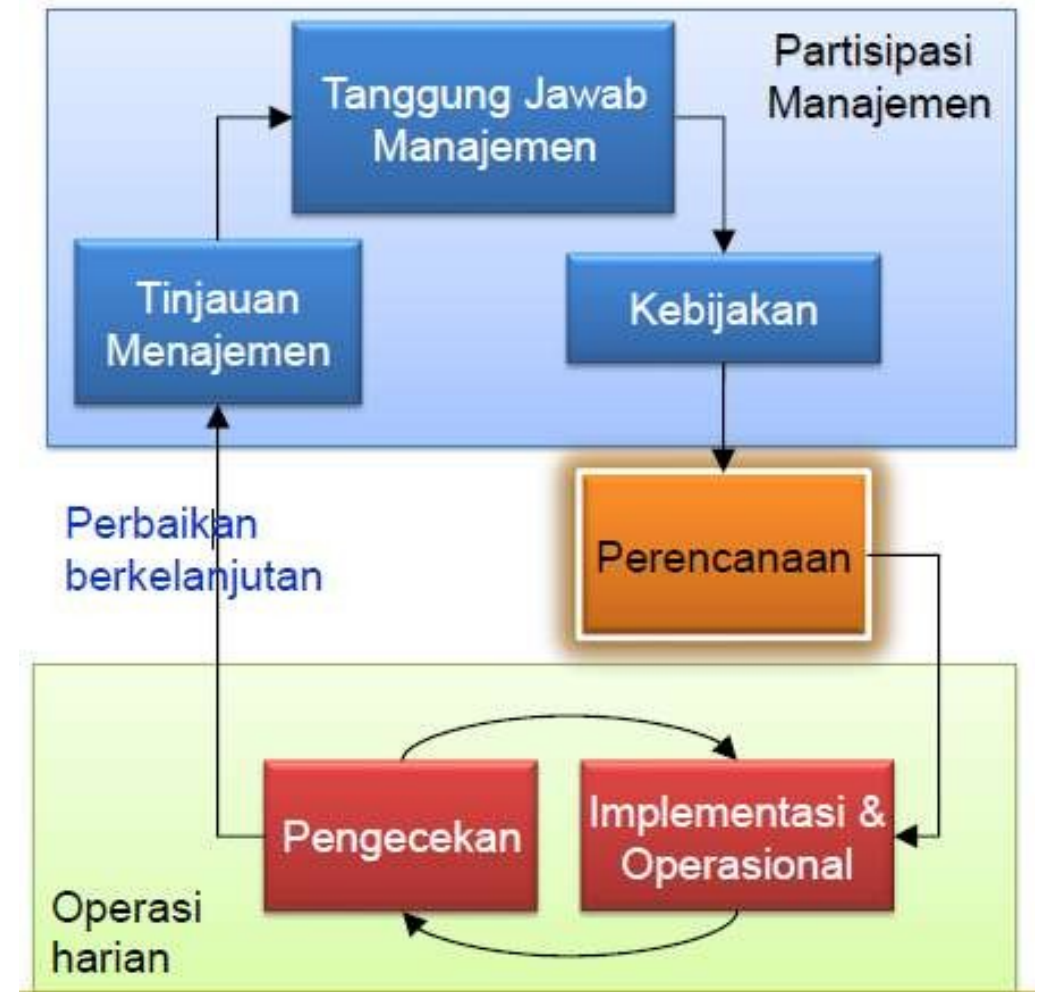 Partisipasi
Manajemen
Tanggung Jawab
Manajemen
Tinjauan
Menajemen
Kebijakan
Perbaikan
berkelanjutan
Perencanaan
Pengecekan
Implementasi &
Operasional
Operasi
harian